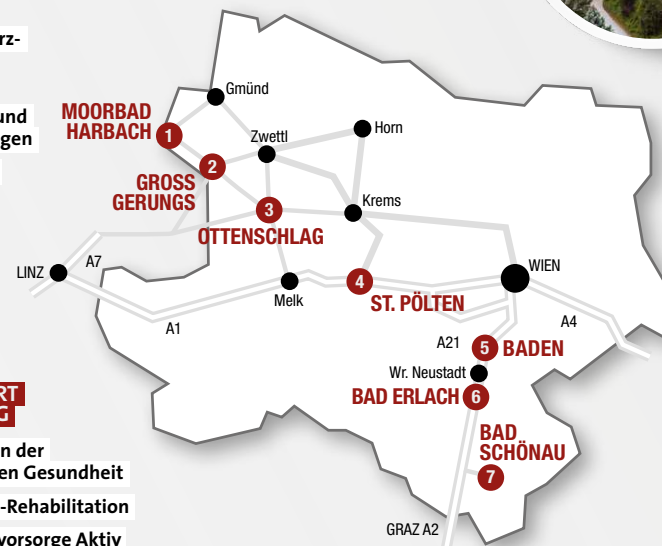 rz-
und
gen
RT
G
n der
en Gesundheit
-Rehabilitation
vorsorge Aktiv
Gmünd
MOORBAD
HARBACH
1
Zwettl
Horn
2
GROSS
GERUNGS
Krems
3
OTTENSCHLAG
LINZ
A7
WIEN
Melk
4
ST. PÖLTEN
A1
A4
A21
5
BADEN
Wr. Neustadt
BAD ERLACH
6
BAD
SCHÖNAU
7
GRAZ A2